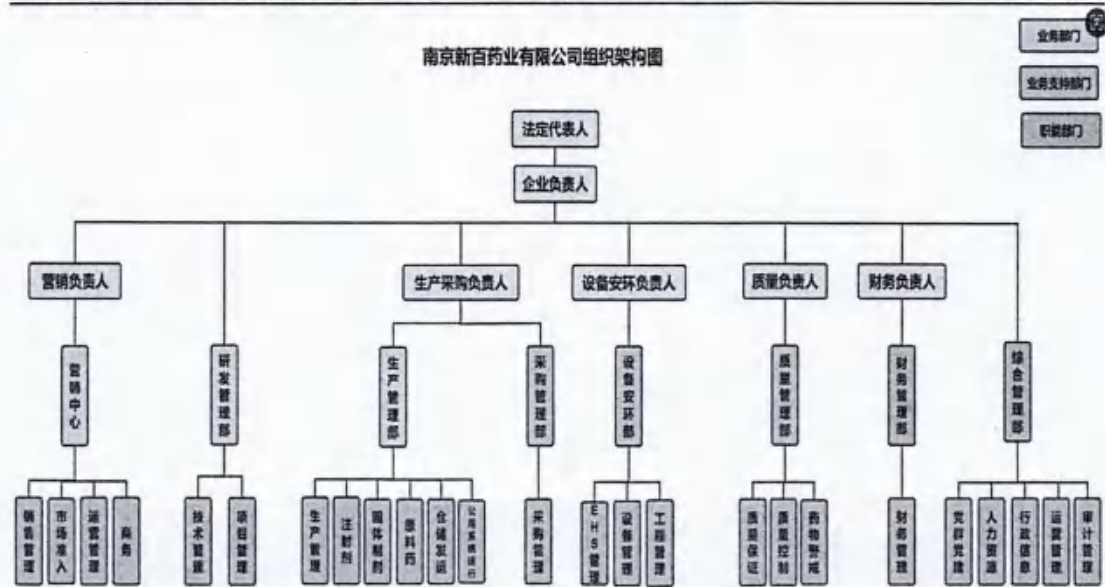 业务部门
南京新百药业有限公司组织架构图
业务支持部门
职能部门
法定代表人
企业负责人
营销负责人
生产采购负责人
设备安环负责人
质量负责人
财务负责人
营销中心
研发管理部
生产管理部
采购管理部
设备安环部
质量管理部
财务管理部
综合管理部
销售管理
市场准入
运营管理
商务
技术管理
项目管理
生产管理
注射剂
固体制剂
原料药
仓储发运
公用系统运行
采购管理
EHS管理
设备管理
工程管理
质量保证
质量控制
药物警戒
财务管理
党群党建
人力资源
行政信息
运营管理
审计管理